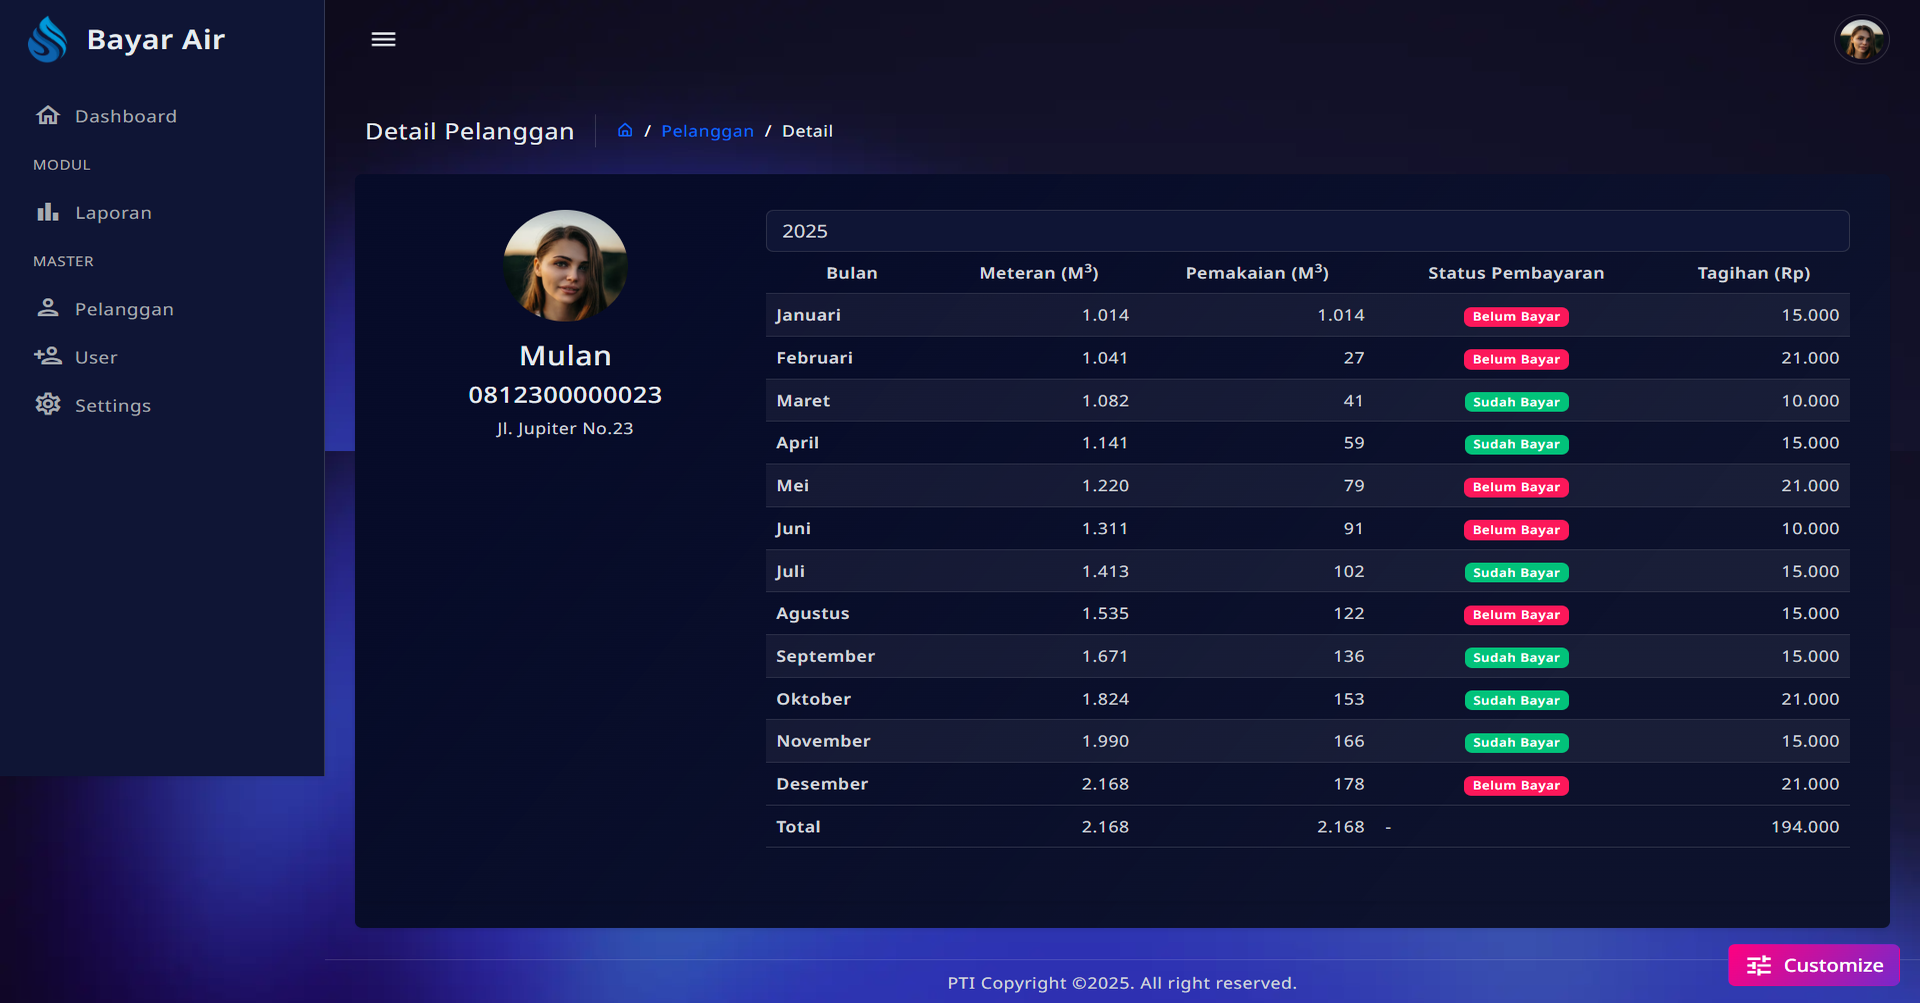 Bayar Air
Dashboard
MODUL
Laporan
MASTER
Pelanggan
User
Settings
Detail Pelanggan
/ Pelanggan / Detail
Mulan
0812300000023
Jl. Jupiter No.23
2025
Bulan Meteran (M³) Pemakaian (M³) Status Pembayaran Tagihan (Rp)
Januari 1.014 1.014 Belum Bayar 15.000
Februari 1.041 27 Belum Bayar 21.000
Maret 1.082 41 Sudah Bayar 10.000
April 1.141 59 Sudah Bayar 15.000
Mei 1.220 79 Belum Bayar 21.000
Juni 1.311 91 Belum Bayar 10.000
Juli 1.413 102 Sudah Bayar 15.000
Agustus 1.535 122 Belum Bayar 15.000
September 1.671 136 Sudah Bayar 15.000
Oktober 1.824 153 Sudah Bayar 21.000
November 1.990 166 Sudah Bayar 15.000
Desember 2.168 178 Belum Bayar 21.000
Total 2.168 2.168 - 194.000
Customize
PTI Copyright ©2025. All right reserved.